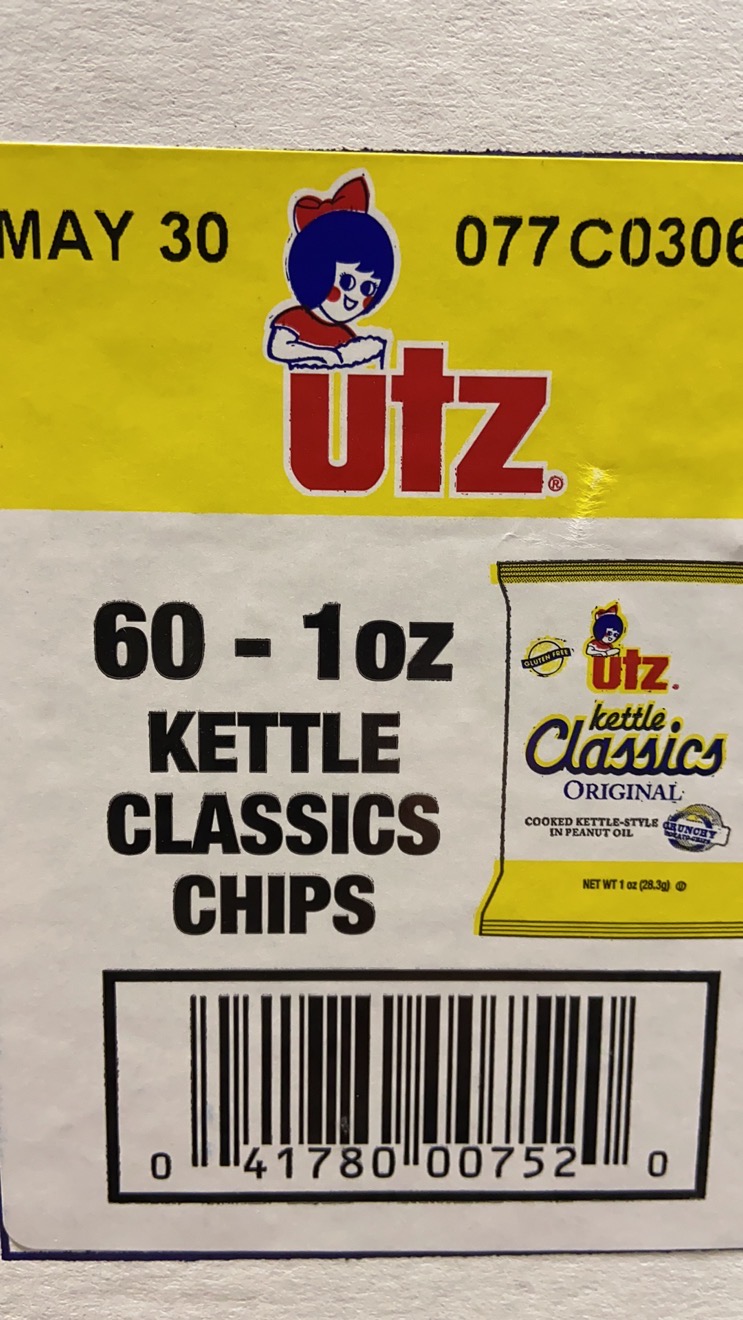 MAY 30
077C0306
utz®
60 - 1oz
KETTLE
CLASSICS
CHIPS
GLUTEN FREE
utz.
kettle
Classics
ORIGINAL
COOKED KETTLE-STYLE
IN PEANUT OIL
CRUNCHY
NET WT 1 oz (28.3g)
0 41780 00752 0